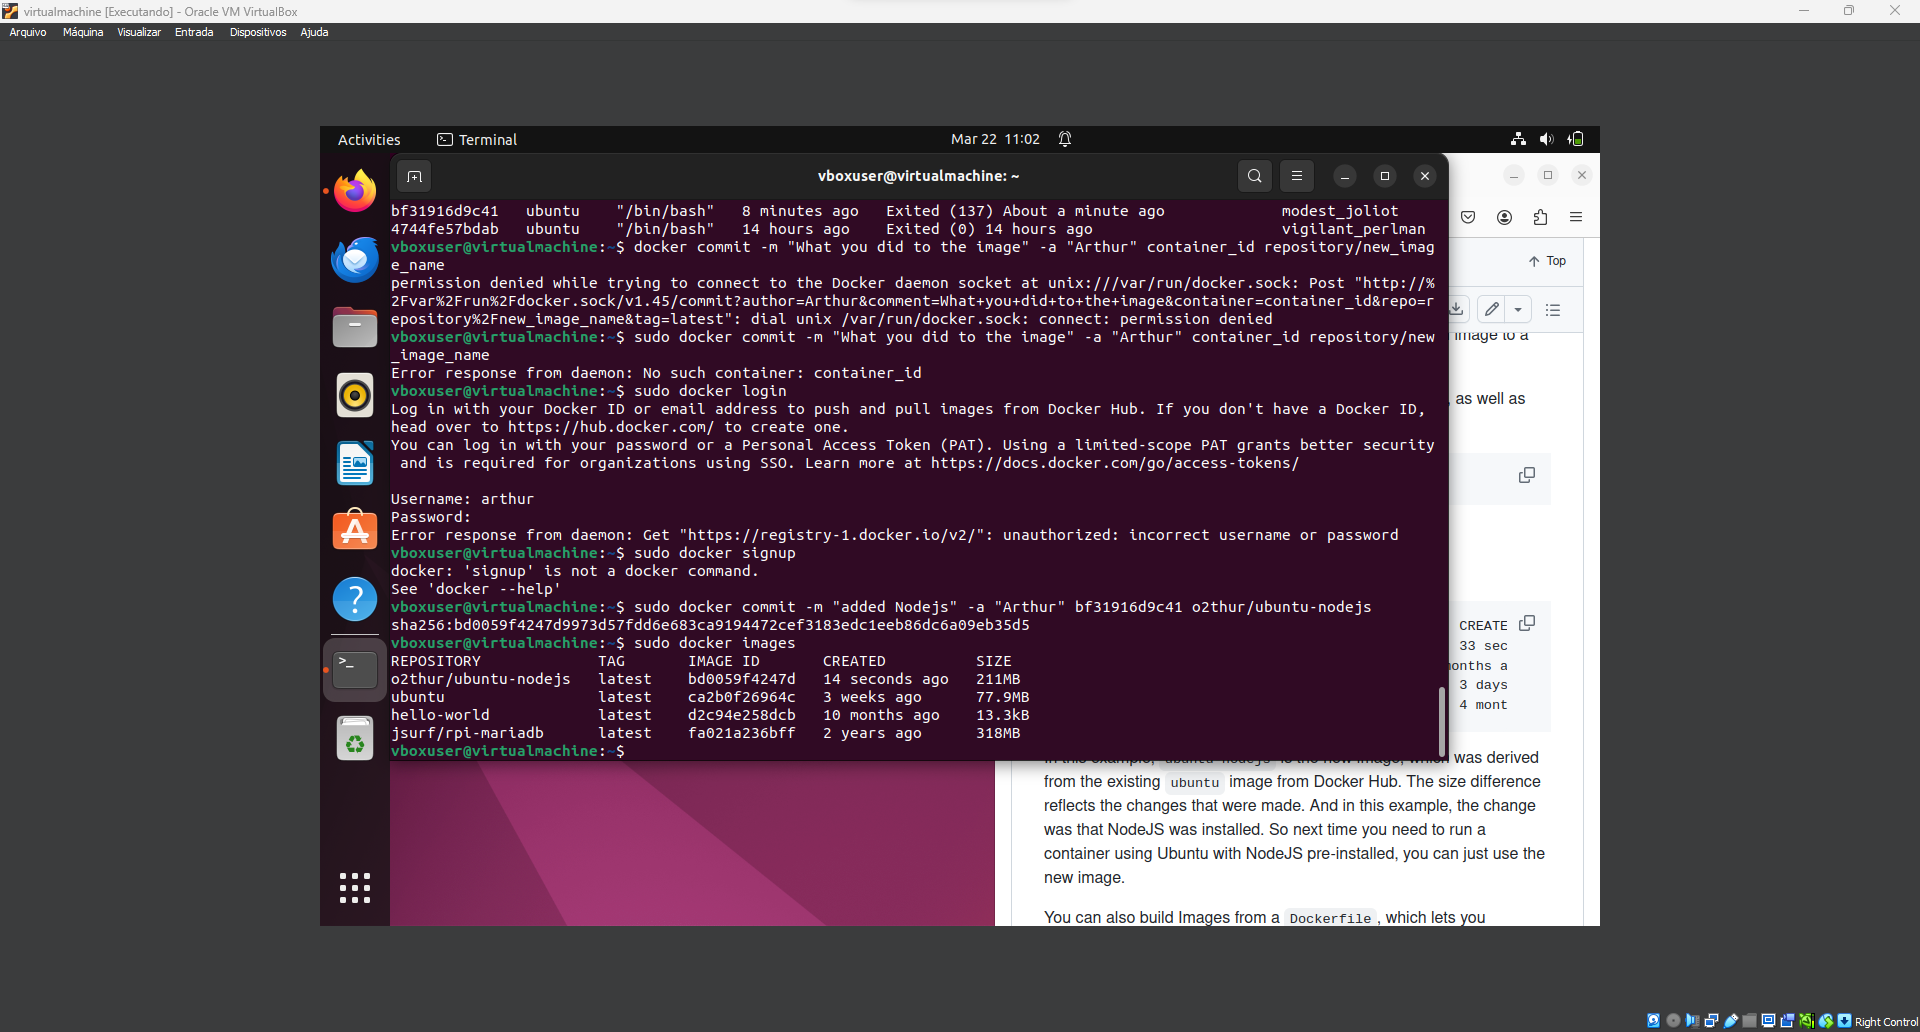 virtualmachine [Executando] - Oracle VM VirtualBox
Arquivo Máquina Visualizar Entrada Dispositivos Ajuda
Activities Terminal Mar 22 11:02
vboxuser@virtualmachine: ~
bf31916d9c41 ubuntu "/bin/bash" 8 minutes ago Exited (137) About a minute ago modest_joliot
4744fe57bdab ubuntu "/bin/bash" 14 hours ago Exited (0) 14 hours ago vigilant_perlman
vboxuser@virtualmachine:~$ docker commit -m "What you did to the image" -a "Arthur" container_id repository/new_imag
e_name
permission denied while trying to connect to the Docker daemon socket at unix:///var/run/docker.sock: Post "http://%
2Fvar%2Frun%2Fdocker.sock/v1.45/commit?author=Arthur&comment=What+you+did+to+the+image&container=container_id&repo=r
epository%2Fnew_image_name&tag=latest": dial unix /var/run/docker.sock: connect: permission denied
vboxuser@virtualmachine:~$ sudo docker commit -m "What you did to the image" -a "Arthur" container_id repository/new
_image_name
Error response from daemon: No such container: container_id
vboxuser@virtualmachine:~$ sudo docker login
Log in with your Docker ID or email address to push and pull images from Docker Hub. If you don't have a Docker ID,
head over to https://hub.docker.com/ to create one.
You can log in with your password or a Personal Access Token (PAT). Using a limited-scope PAT grants better security
and is required for organizations using SSO. Learn more at https://docs.docker.com/go/access-tokens/
Username: arthur
Password:
Error response from daemon: Get "https://registry-1.docker.io/v2/": unauthorized: incorrect username or password
vboxuser@virtualmachine:~$ sudo docker signup
docker: 'signup' is not a docker command.
See 'docker --help'
vboxuser@virtualmachine:~$ sudo docker commit -m "added Nodejs" -a "Arthur" bf31916d9c41 o2thur/ubuntu-nodejs
sha256:bd0059f4247d9973d57fdd6e683ca9194472cef3183edc1eeb86dc6a09eb35d5
vboxuser@virtualmachine:~$ sudo docker images
REPOSITORY TAG IMAGE ID CREATED SIZE
o2thur/ubuntu-nodejs latest bd0059f4247d 14 seconds ago 211MB
ubuntu latest ca2b0f26964c 3 weeks ago 77.9MB
hello-world latest d2c94e258dcb 10 months ago 13.3kB
jsurf/rpi-mariadb latest fa021a236bff 2 years ago 318MB
vboxuser@virtualmachine:~$
Top
image to a
, as well as
CREATE
33 sec
onths a
3 days
4 mont
In this example, ubuntu-nodejs is the new image, which was derived
from the existing ubuntu image from Docker Hub. The size difference
reflects the changes that were made. And in this example, the change
was that NodeJS was installed. So next time you need to run a
container using Ubuntu with NodeJS pre-installed, you can just use the
new image.
You can also build Images from a Dockerfile, which lets you
Right Control